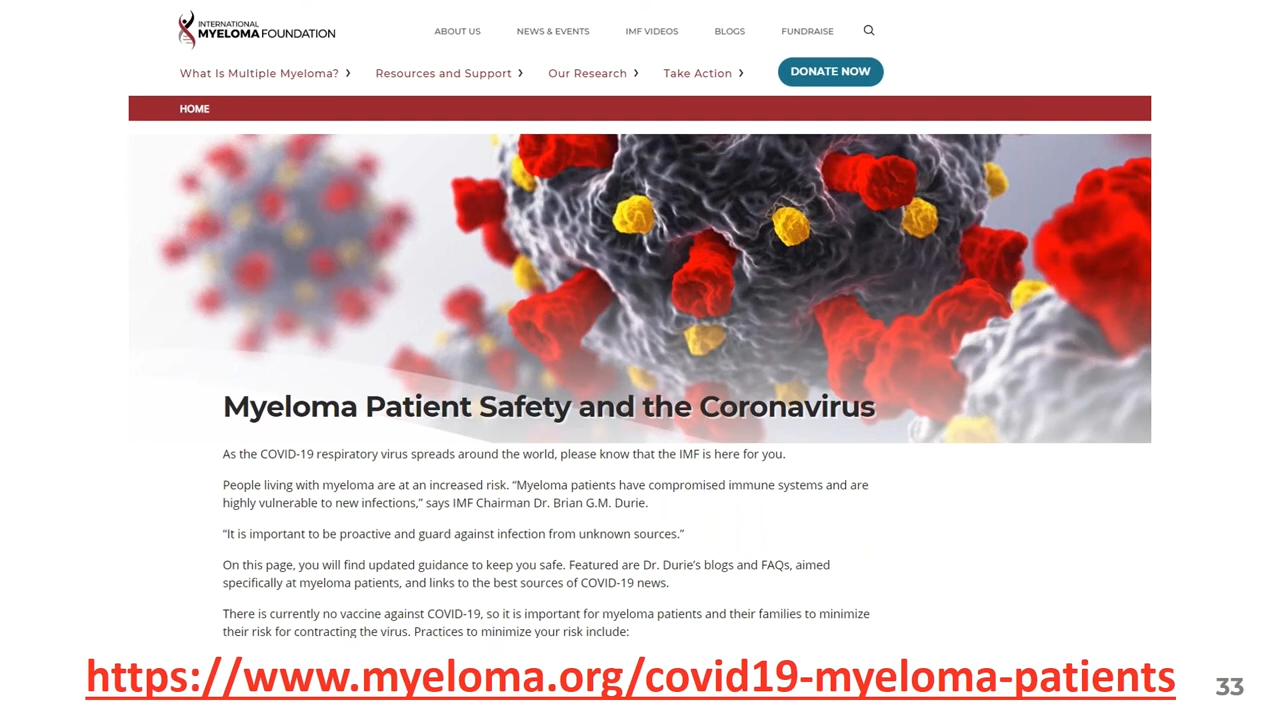 INTERNATIONAL
MYELOMA FOUNDATION
ABOUT US NEWS & EVENTS IMF VIDEOS BLOGS FUNDRAISE
What Is Multiple Myeloma? › Resources and Support › Our Research › Take Action › DONATE NOW
HOME
Myeloma Patient Safety and the Coronavirus
As the COVID-19 respiratory virus spreads around the world, please know that the IMF is here for you.
People living with myeloma are at an increased risk. “Myeloma patients have compromised immune systems and are
highly vulnerable to new infections,” says IMF Chairman Dr. Brian G.M. Durie.
“It is important to be proactive and guard against infection from unknown sources.”
On this page, you will find updated guidance to keep you safe. Featured are Dr. Durie’s blogs and FAQs, aimed
specifically at myeloma patients, and links to the best sources of COVID-19 news.
There is currently no vaccine against COVID-19, so it is important for myeloma patients and their families to minimize
their risk for contracting the virus. Practices to minimize your risk include:
https://www.myeloma.org/covid19-myeloma-patients
33